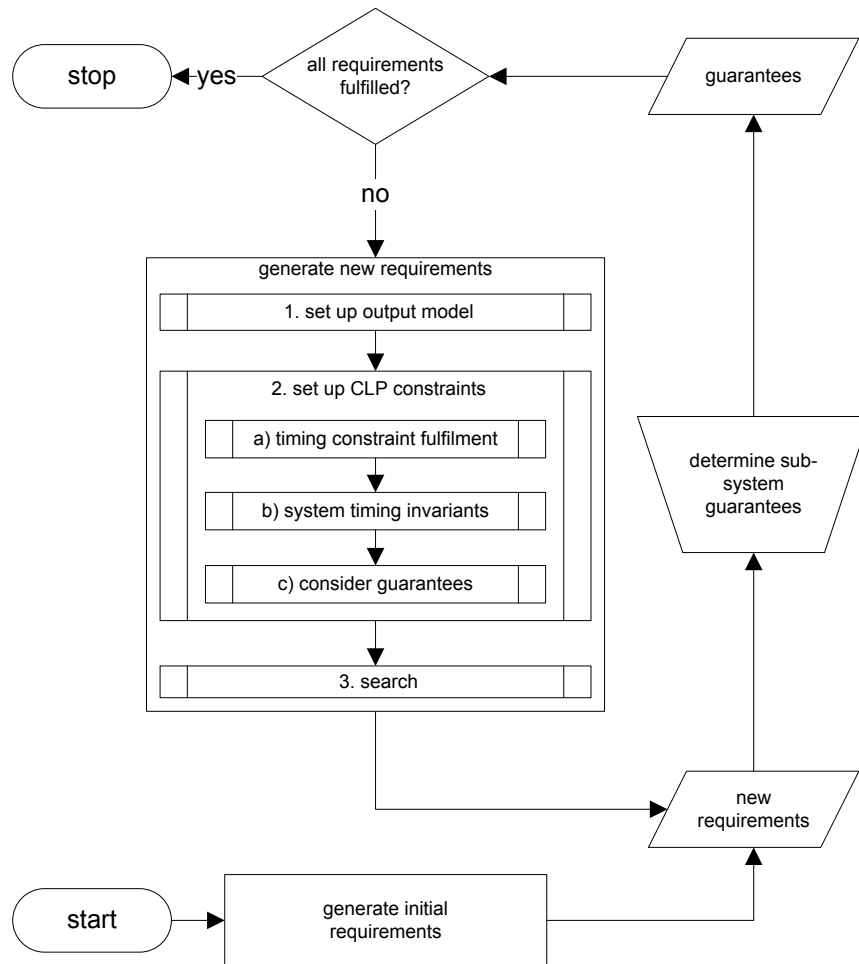 stop
yes
all requirements
fulfilled?
guarantees
no
generate new requirements
1. set up output model
2. set up CLP constraints
a) timing constraint fulfilment
b) system timing invariants
c) consider guarantees
3. search
determine sub-
system
guarantees
new
requirements
start
generate initial
requirements